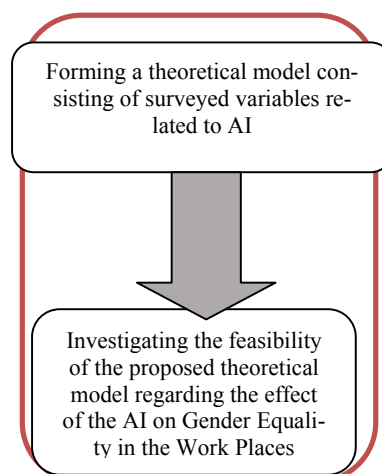 Forming a theoretical model con-
sisting of surveyed variables re-
lated to AI
Investigating the feasibility
of the proposed theoretical
model regarding the effect
of the AI on Gender Equali-
ty in the Work Places